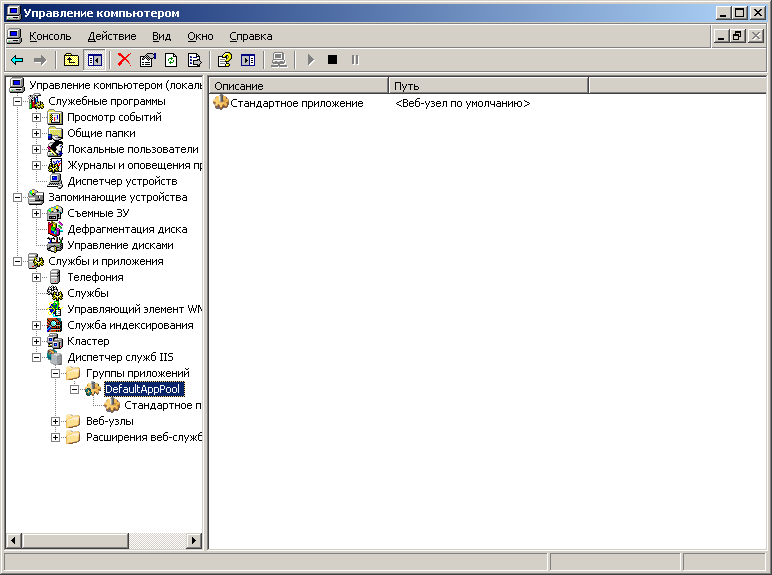 Управление компьютером
Консоль Действие Вид Окно Справка
Управление компьютером (локаль
Служебные программы
Просмотр событий
Общие папки
Локальные пользователи
Журналы и оповещения пр
Диспетчер устройств
Запоминающие устройства
Съемные ЗУ
Дефрагментация диска
Управление дисками
Службы и приложения
Телефония
Службы
Управляющий элемент WM
Служба индексирования
Кластер
Диспетчер служб IIS
Группы приложений
DefaultAppPool
Стандартное п
Веб-узлы
Расширения веб-служб
Описание Путь
Стандартное приложение <Веб-узел по умолчанию>